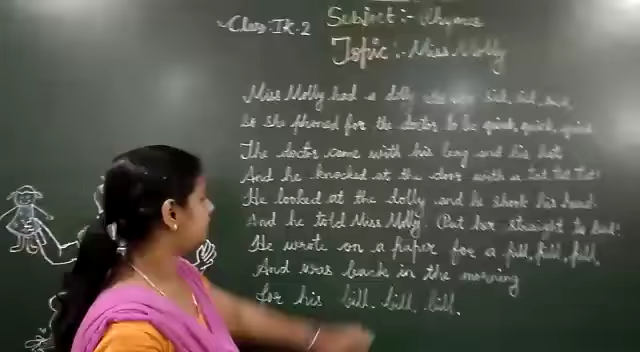 Class: I.K. 2
Subject :- Rhyme
Topic :- Miss Molly
Miss Molly had a dolly who was sick, sick, sick
So she phoned for the doctor to be quick, quick, quick
The doctor came with his bag and his hat
And he knocked at the door with a tat tat tat!
He looked at the dolly and he shook his head
And he told Miss Molly. Put her straight to bed!
He wrote on a paper for a pill, pill, pill,
And was back in the morning
for his bill, bill, bill.